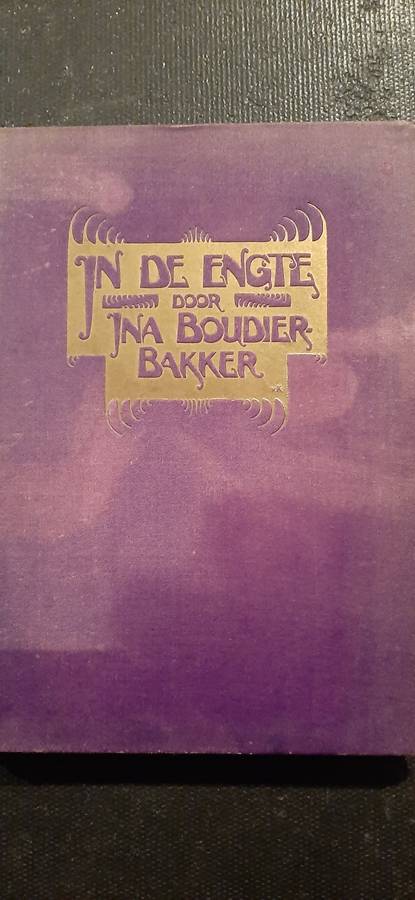 IN DE ENGTE
DOOR
INA BOUDIER-
BAKKER